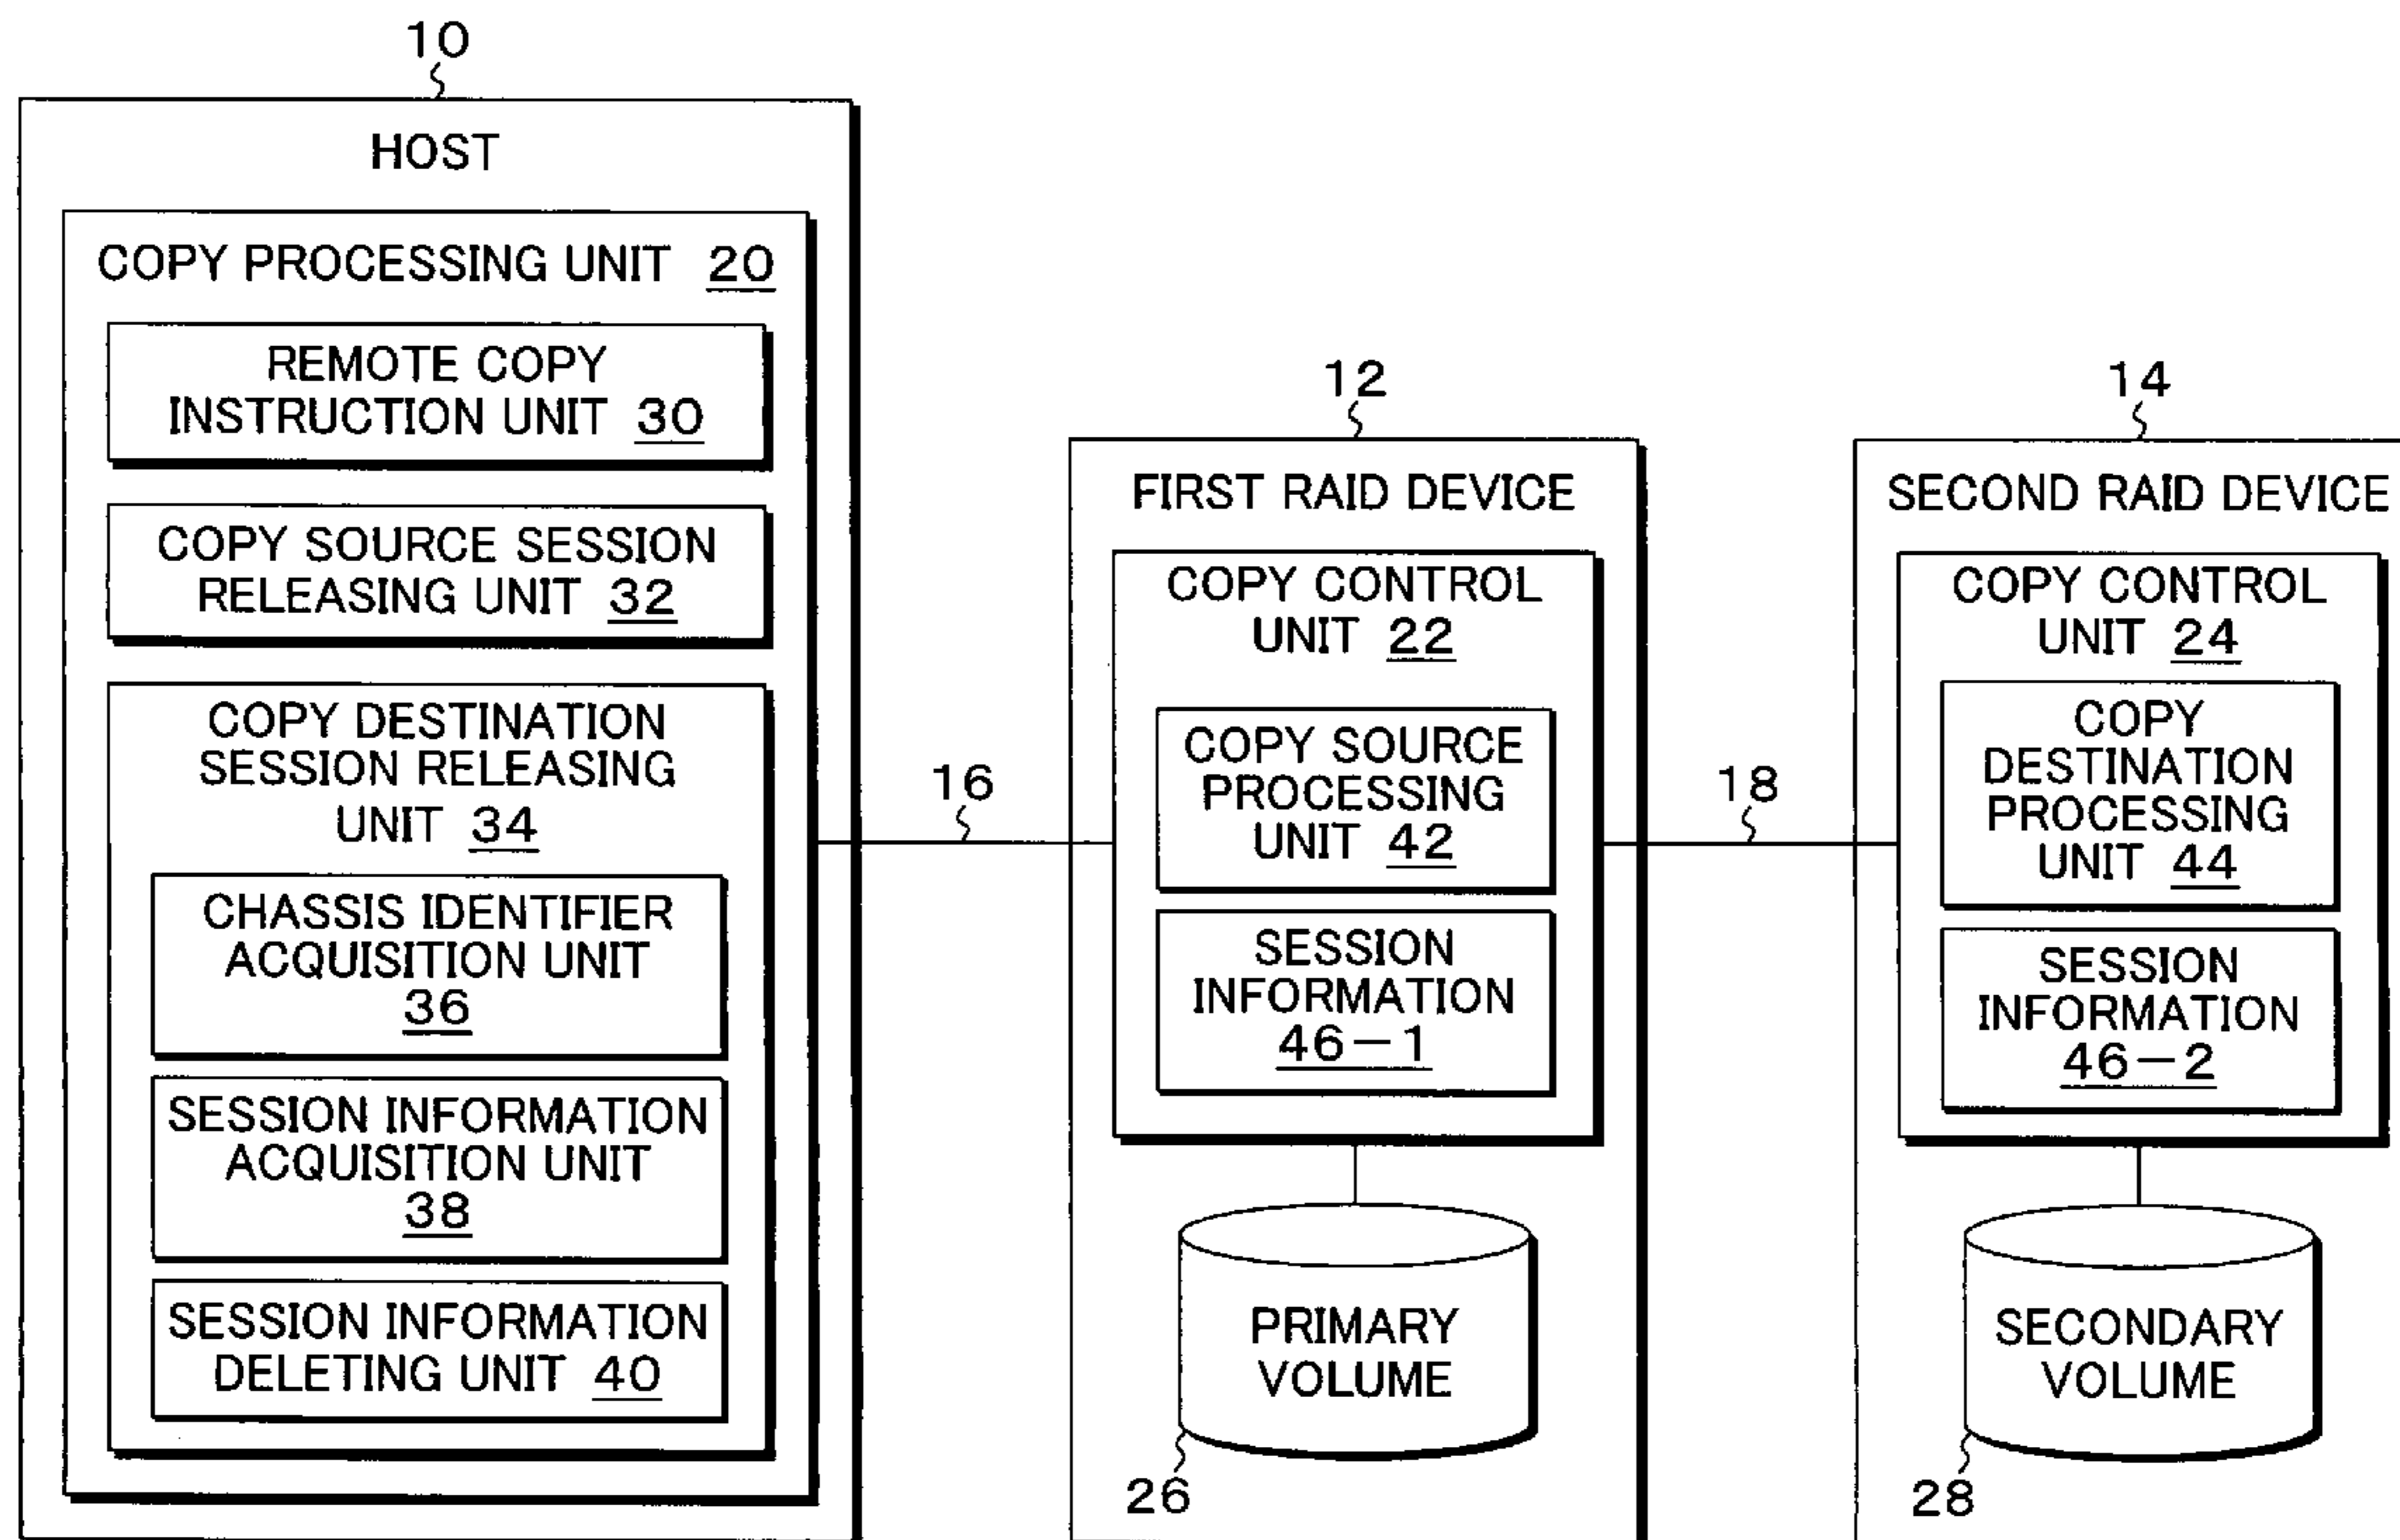 10
HOST
COPY PROCESSING UNIT 20
REMOTE COPY
INSTRUCTION UNIT 30
COPY SOURCE SESSION
RELEASING UNIT 32
COPY DESTINATION
SESSION RELEASING
UNIT 34
CHASSIS IDENTIFIER
ACQUISITION UNIT
36
SESSION INFORMATION
ACQUISITION UNIT
38
SESSION INFORMATION
DELETING UNIT 40
16
12
FIRST RAID DEVICE
COPY CONTROL
UNIT 22
COPY SOURCE
PROCESSING
UNIT 42
SESSION
INFORMATION
46-1
PRIMARY
VOLUME
26
18
14
SECOND RAID DEVICE
COPY CONTROL
UNIT 24
COPY
DESTINATION
PROCESSING
UNIT 44
SESSION
INFORMATION
46-2
SECONDARY
VOLUME
28